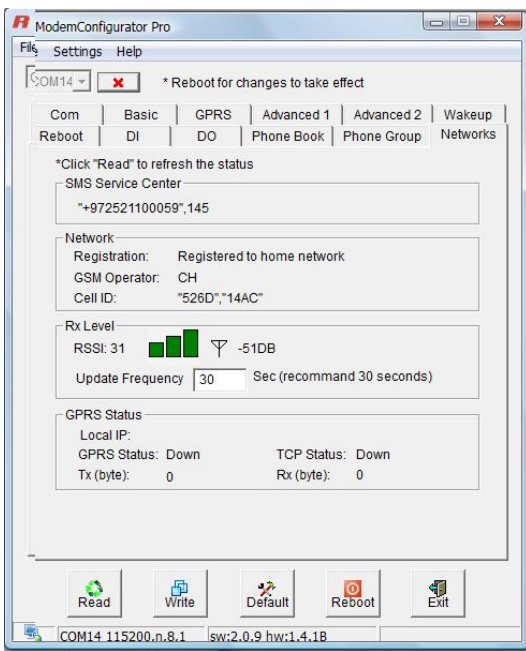 R ModemConfigurator Pro
File Settings Help
COM14 * Reboot for changes to take effect
Com Basic GPRS Advanced 1 Advanced 2 Wakeup
Reboot DI DO Phone Book Phone Group Networks
*Click "Read" to refresh the status
SMS Service Center
"+972521100059",145
Network
Registration: Registered to home network
GSM Operator: CH
Cell ID: "526D","14AC"
Rx Level
RSSI: 31 -51DB
Update Frequency 30 Sec (recommand 30 seconds)
GPRS Status
Local IP:
GPRS Status: Down TCP Status: Down
Tx (byte): 0 Rx (byte): 0
Read Write Default Reboot Exit
COM14 115200.n.8.1 sw:2.0.9 hw:1.4.1B